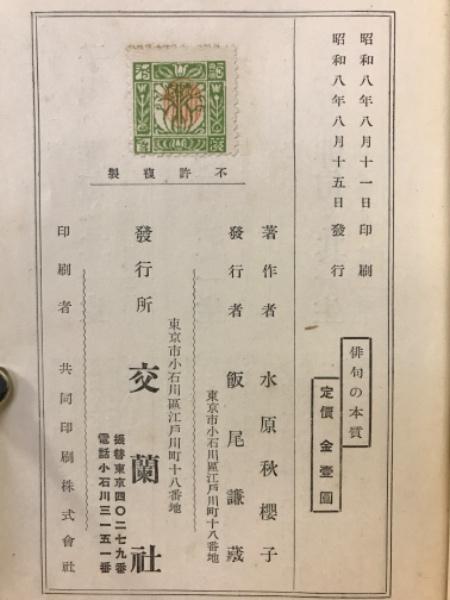 昭和八年八月十一日印刷
昭和八年八月十五日發行
俳句の本質
定價 金壹圓
不許複製
著作者 水原秋櫻子
發行者 飯尾謙藏
東京市小石川區江戸川町十八番地
發行所 交蘭社
東京市小石川區江戸川町十八番地
振替東京四〇二七九番
電話小石川三一五一番
印刷者 共同印刷株式會社